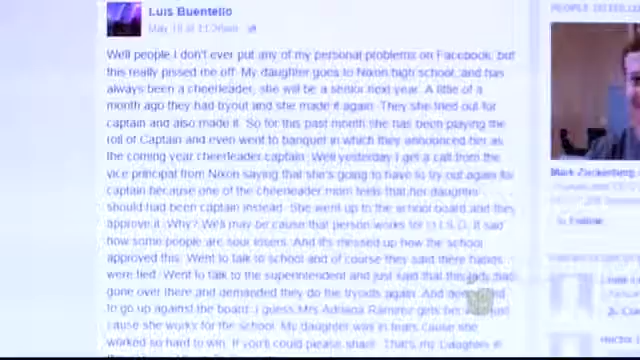 Luis Buentello
May 18 at 11:26am
Well people I don't ever put any of my personal problems on Facebook, but
this really pissed me off. My daughter goes to Nixon high school, and has
always been a cheerleader, she will be a senior next year. A little of a
month ago they had tryout and she made it again. They she tried out for
captain and also made it. So for this past month she has been playing the
roll of Captain and even went to banquet in which they announced her as
the coming year cheerleader captain. Well yesterday I get a call from the
vice principal from Nixon saying that she's going to have to try out again for
captain because one of the cheerleader mom feels that her daughter
should had been captain instead. She went up to the school board and they
approve it. Why? Well may be cause that person works for I.S.D. It sad
how some people are sour losers. And it's messed up how the school
approved this. Went to talk to school and of course they said there hands
were tied. Went to talk to the superintendent and just said that this lady had
gone over there and demanded they do the tryouts again. And
to go up against the board. I guess Mrs Adriana Ramirez gets her just
cause she works for the school. My daughter was in tears cause she
worked so hard to win. If you'll could please share. That's my Daughter in
PEOPLE
Mark Zuckerberg
Follow